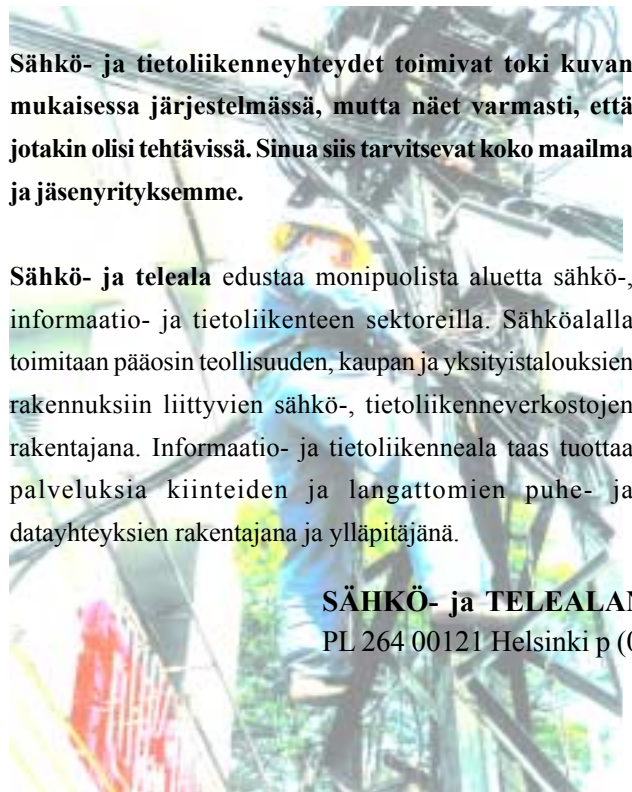 Sähkö- ja tietoliikenneyhteydet toimivat toki kuvan
mukaisessa järjestelmässä, mutta näet varmasti, että
jotakin olisi tehtävissä. Sinua siis tarvitsevat koko maailma
ja jäsenyrityksemme.
Sähkö- ja teleala edustaa monipuolista aluetta sähkö-,
informaatio- ja tietoliikenteen sektoreilla. Sähköalalla
toimitaan pääosin teollisuuden, kaupan ja yksityistalouksien
rakennuksiin liittyvien sähkö-, tietoliikenneverkostojen
rakentajana. Informaatio- ja tietoliikenneala taas tuottaa
palveluksia kiinteiden ja langattomien puhe- ja
datayhteyksien rakentajana ja ylläpitäjänä.
SÄHKÖ- ja TELEALAN
PL 264 00121 Helsinki p (0